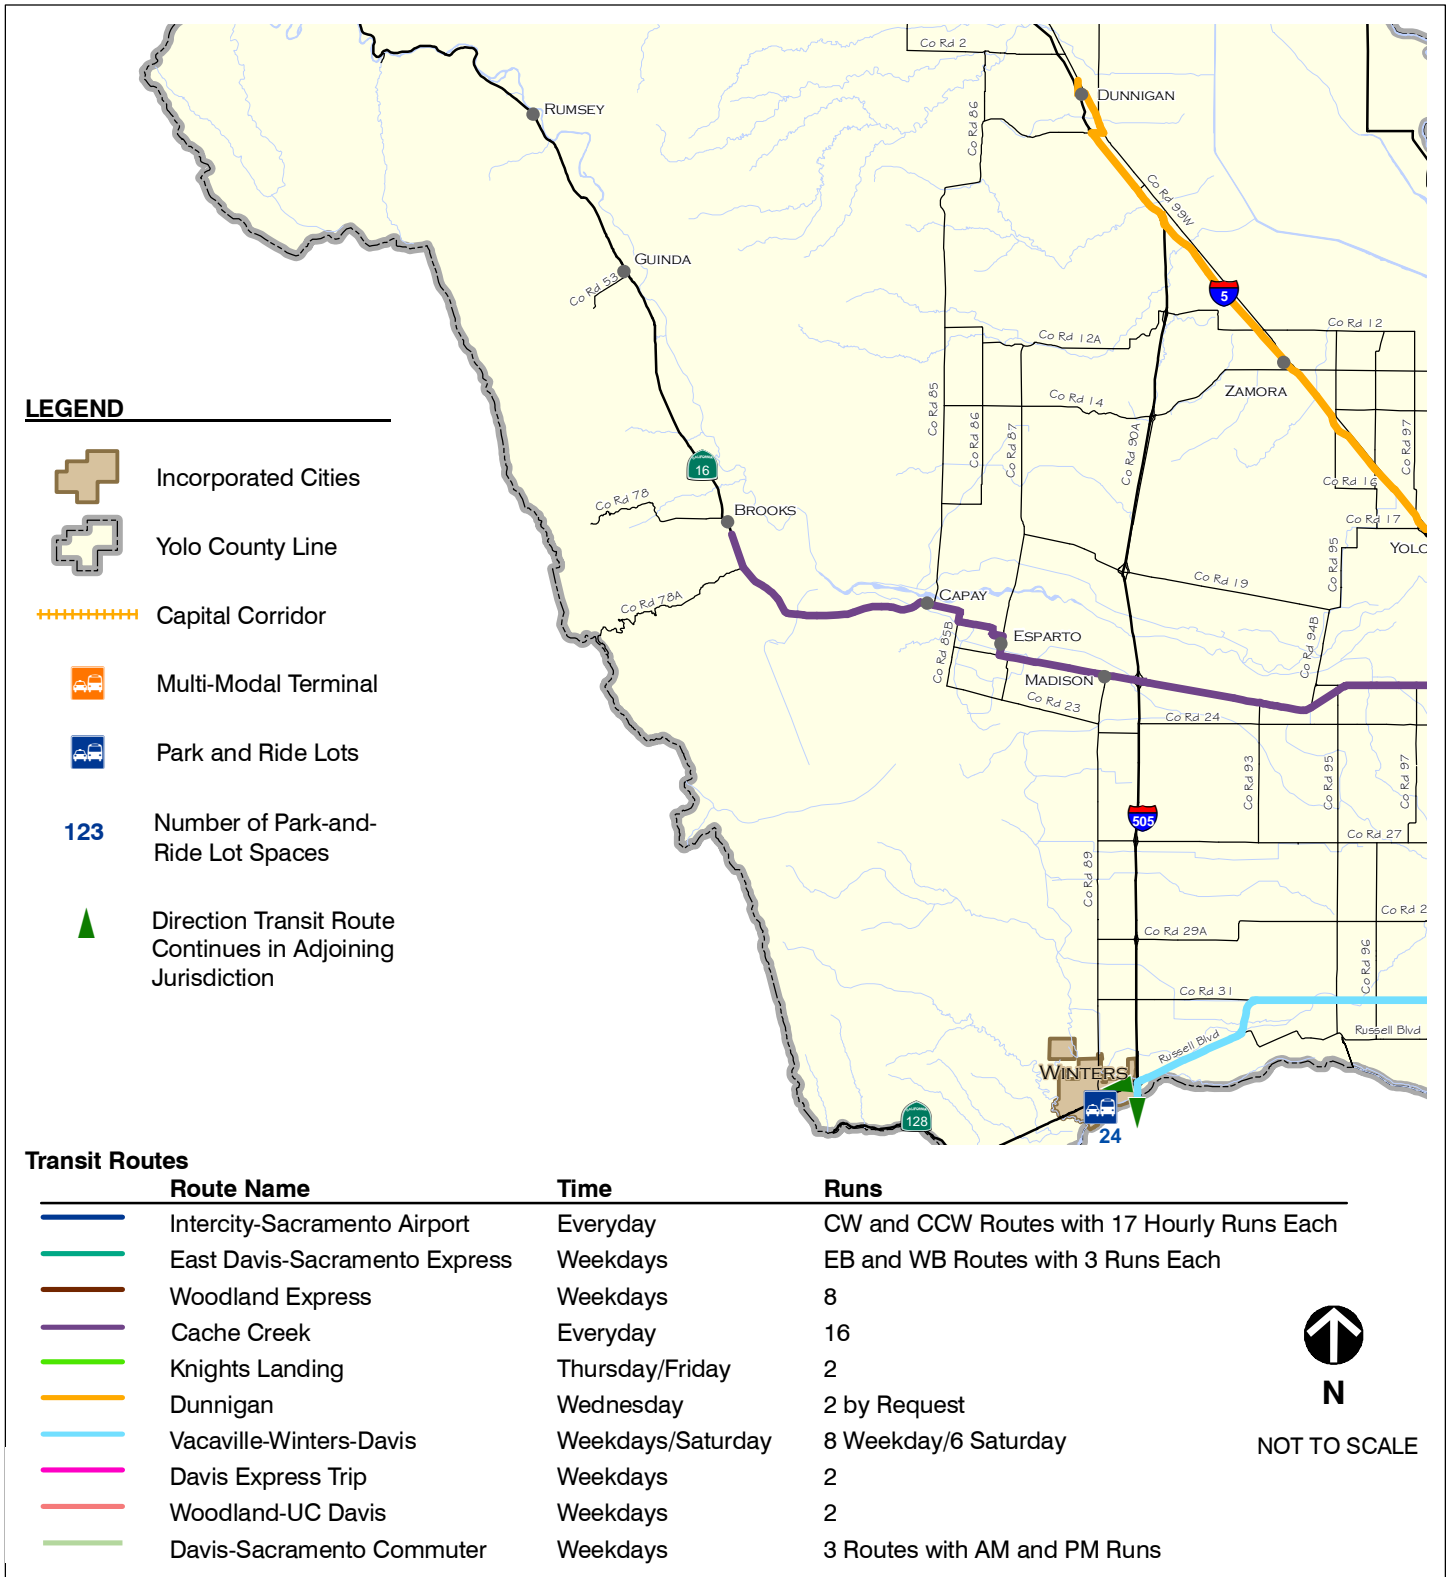 Co Rd 2
DUNNIGAN
RUMSEY
Co Rd 86
Co Rd 99W
GUINDA
Co Rd 53
5
Co Rd 12
Co Rd 12A
ZAMORA
Co Rd 85
Co Rd 14
Co Rd 86
Co Rd 87
Co Rd 90A
Co Rd 97
CALIFORNIA
16
Co Rd 16
Co Rd 78
BROOKS
Co Rd 17
YOLO
Co Rd 95
Co Rd 19
Co Rd 78A
CAPAY
Co Rd 85B
ESPARTO
Co Rd 94B
MADISON
Co Rd 23
Co Rd 24
Co Rd 93
Co Rd 95
Co Rd 97
505
Co Rd 27
Co Rd 89
Co Rd 2
Co Rd 29A
Co Rd 96
Co Rd 31
Russell Blvd
Russell Blvd
WINTERS
CALIFORNIA
128
24
LEGEND
Incorporated Cities
Yolo County Line
Capital Corridor
Multi-Modal Terminal
Park and Ride Lots
123
Number of Park-and-
Ride Lot Spaces
Direction Transit Route
Continues in Adjoining
Jurisdiction
Transit Routes
Route Name Time Runs
Intercity-Sacramento Airport Everyday CW and CCW Routes with 17 Hourly Runs Each
East Davis-Sacramento Express Weekdays EB and WB Routes with 3 Runs Each
Woodland Express Weekdays 8
Cache Creek Everyday 16
Knights Landing Thursday/Friday 2
Dunnigan Wednesday 2 by Request
Vacaville-Winters-Davis Weekdays/Saturday 8 Weekday/6 Saturday
Davis Express Trip Weekdays 2
Woodland-UC Davis Weekdays 2
Davis-Sacramento Commuter Weekdays 3 Routes with AM and PM Runs
N
NOT TO SCALE